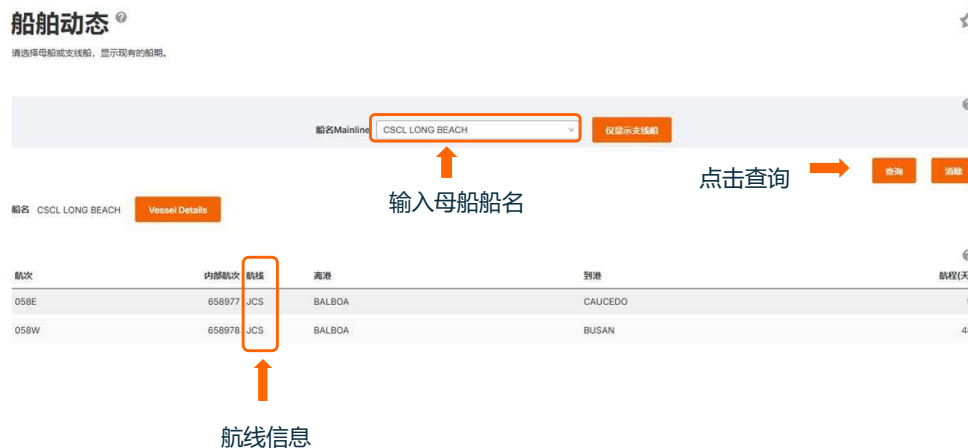 船舶动态
请选择母船或支线船，显示现有的船期。
船名Mainline CSCL LONG BEACH 仅显示支线船
点击查询 查询 清除
输入母船船名
船名 CSCL LONG BEACH Vessel Details
航次 内部航次 航线 离港 到港 航程(天
058E 658977 JCS BALBOA CAUCEDO
058W 658978 JCS BALBOA BUSAN
航线信息